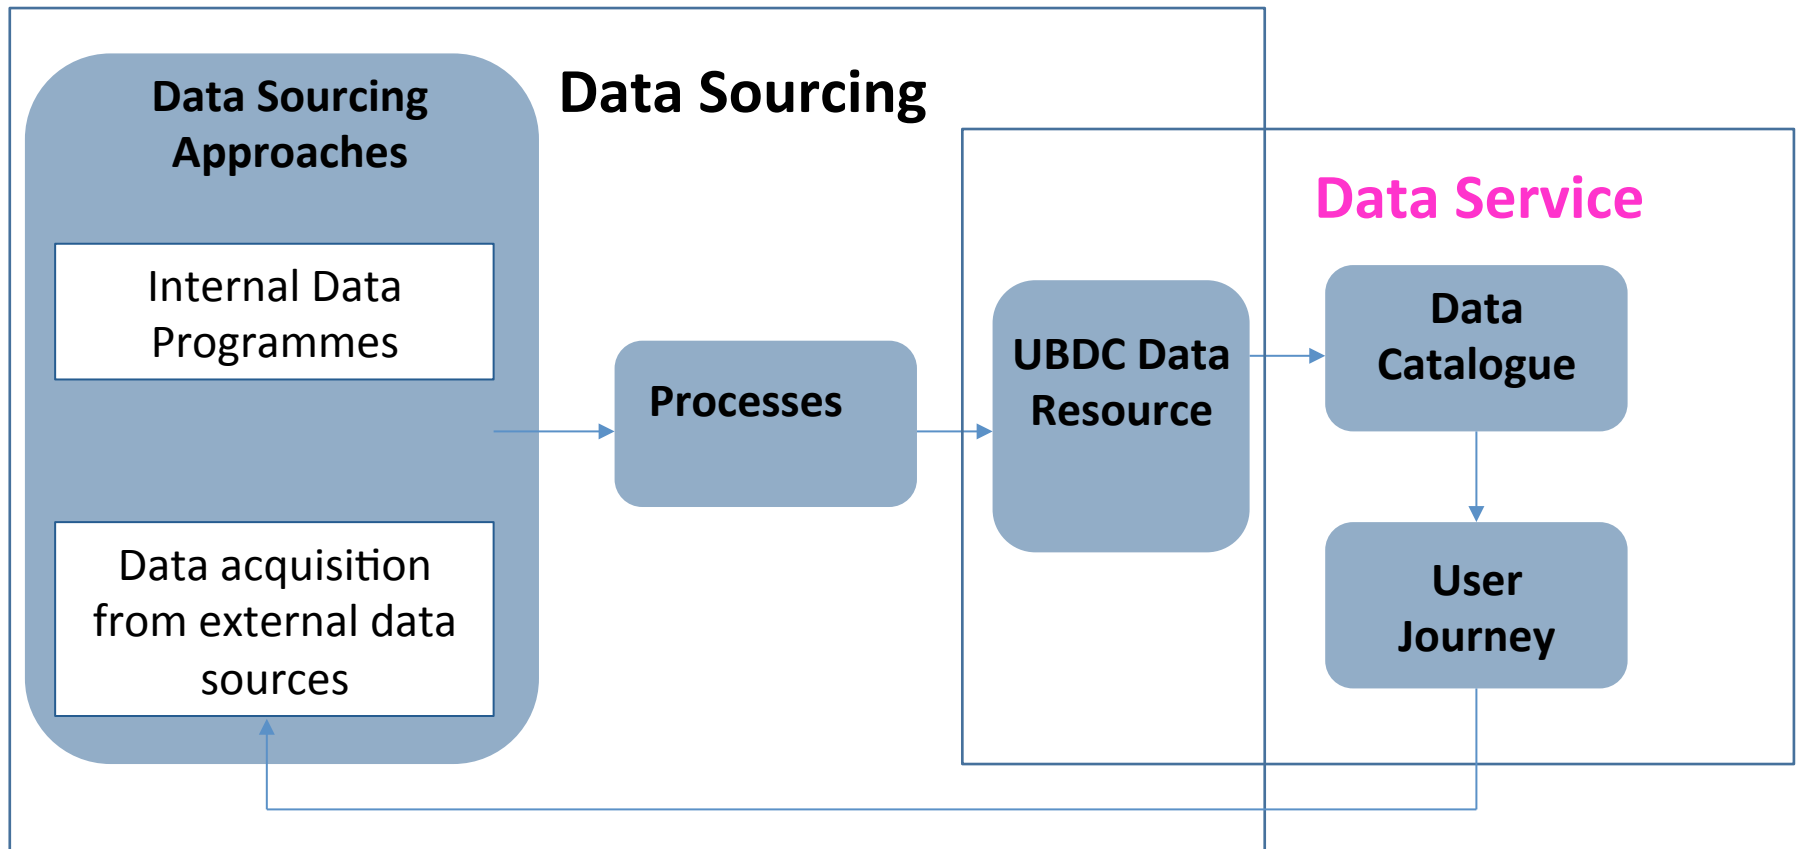 Data Sourcing
Approaches
Internal Data
Programmes
Data acquisition
from external data
sources
Data Sourcing
Processes
Data Service
UBDC Data
Resource
Data
Catalogue
User
Journey